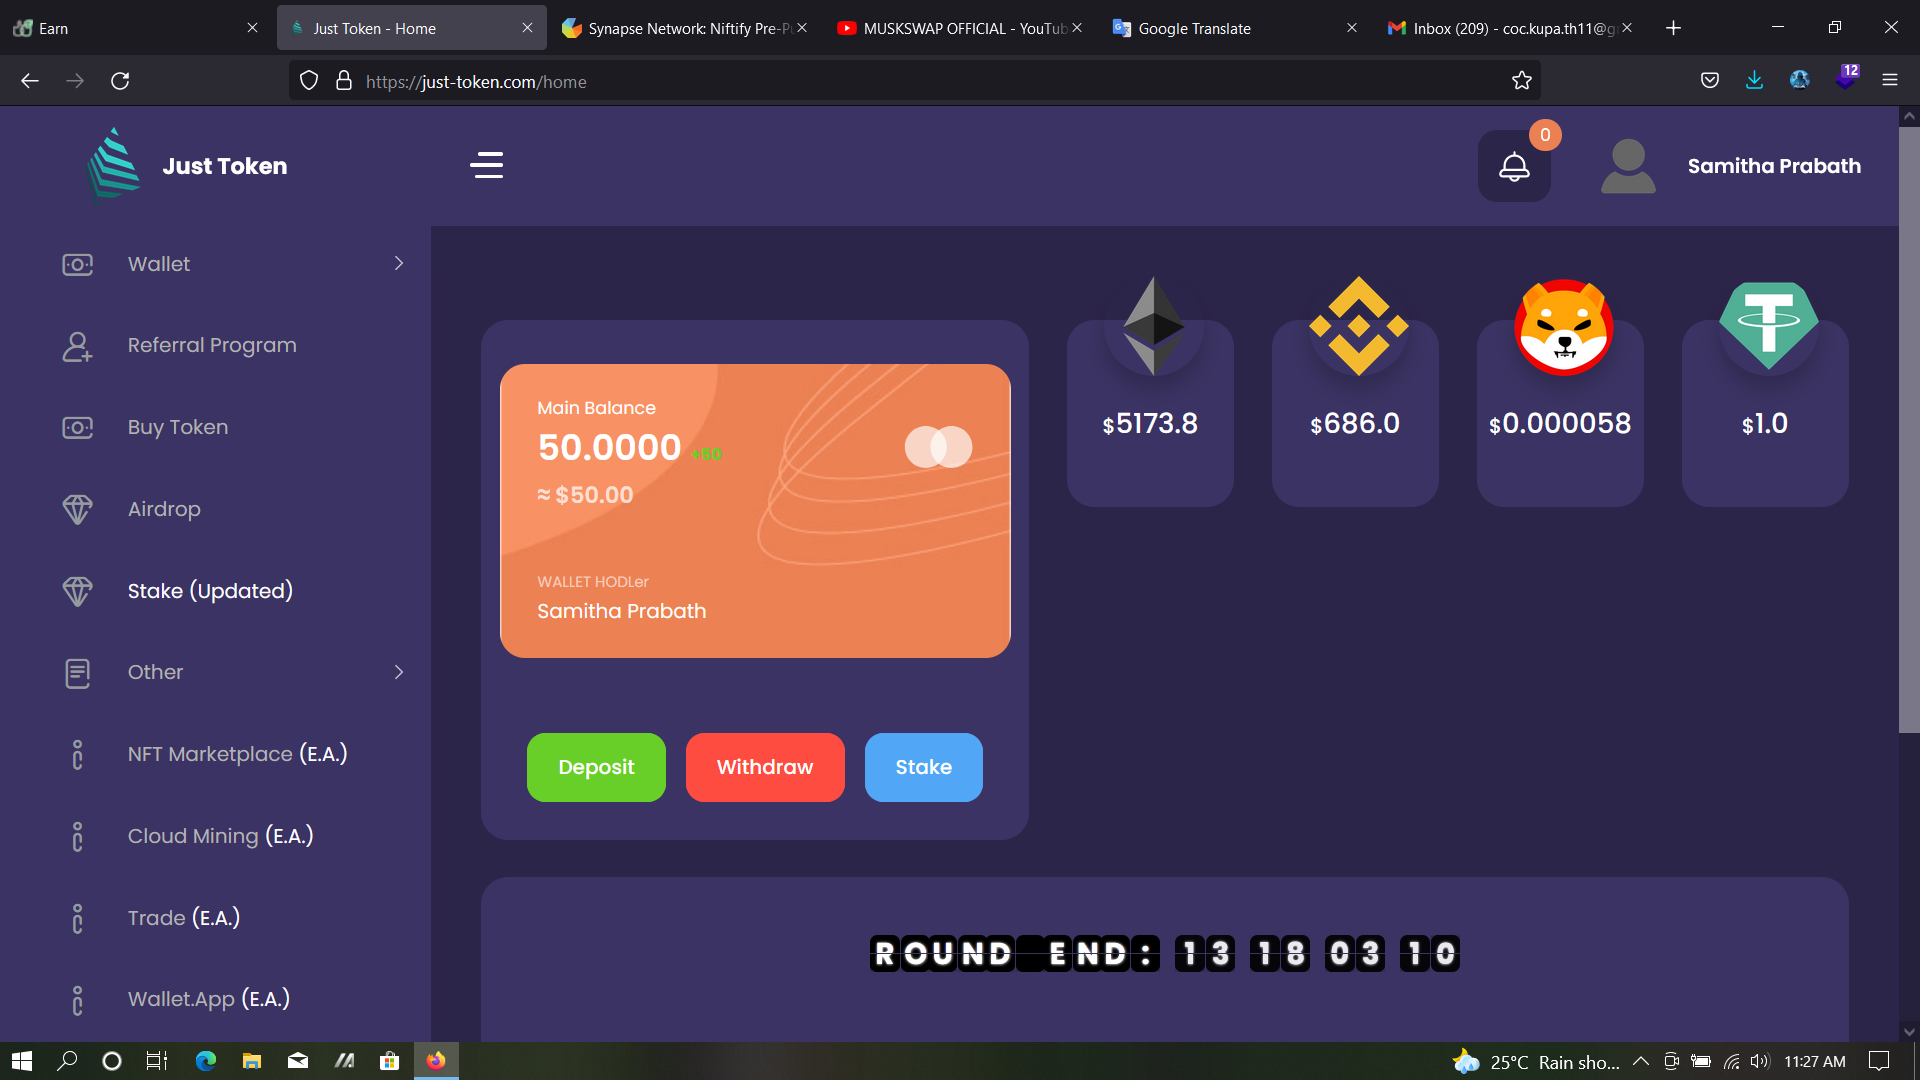 Earn
Just Token - Home
Synapse Network: Niftify Pre-Pu
MUSKSWAP OFFICIAL - YouTub
Google Translate
Inbox (209) - coc.kupa.th11@g
https://just-token.com/home
12
Just Token
0
Samitha Prabath
Wallet
Referral Program
Buy Token
Airdrop
Stake (Updated)
Other
NFT Marketplace (E.A.)
Cloud Mining (E.A.)
Trade (E.A.)
Wallet.App (E.A.)
Main Balance
50.0000 +50
≈ $50.00
WALLET HODLer
Samitha Prabath
Deposit
Withdraw
Stake
$5173.8
$686.0
$0.000058
$1.0
ROUND END: 13 18 03 10
25°C Rain sho...
11:27 AM